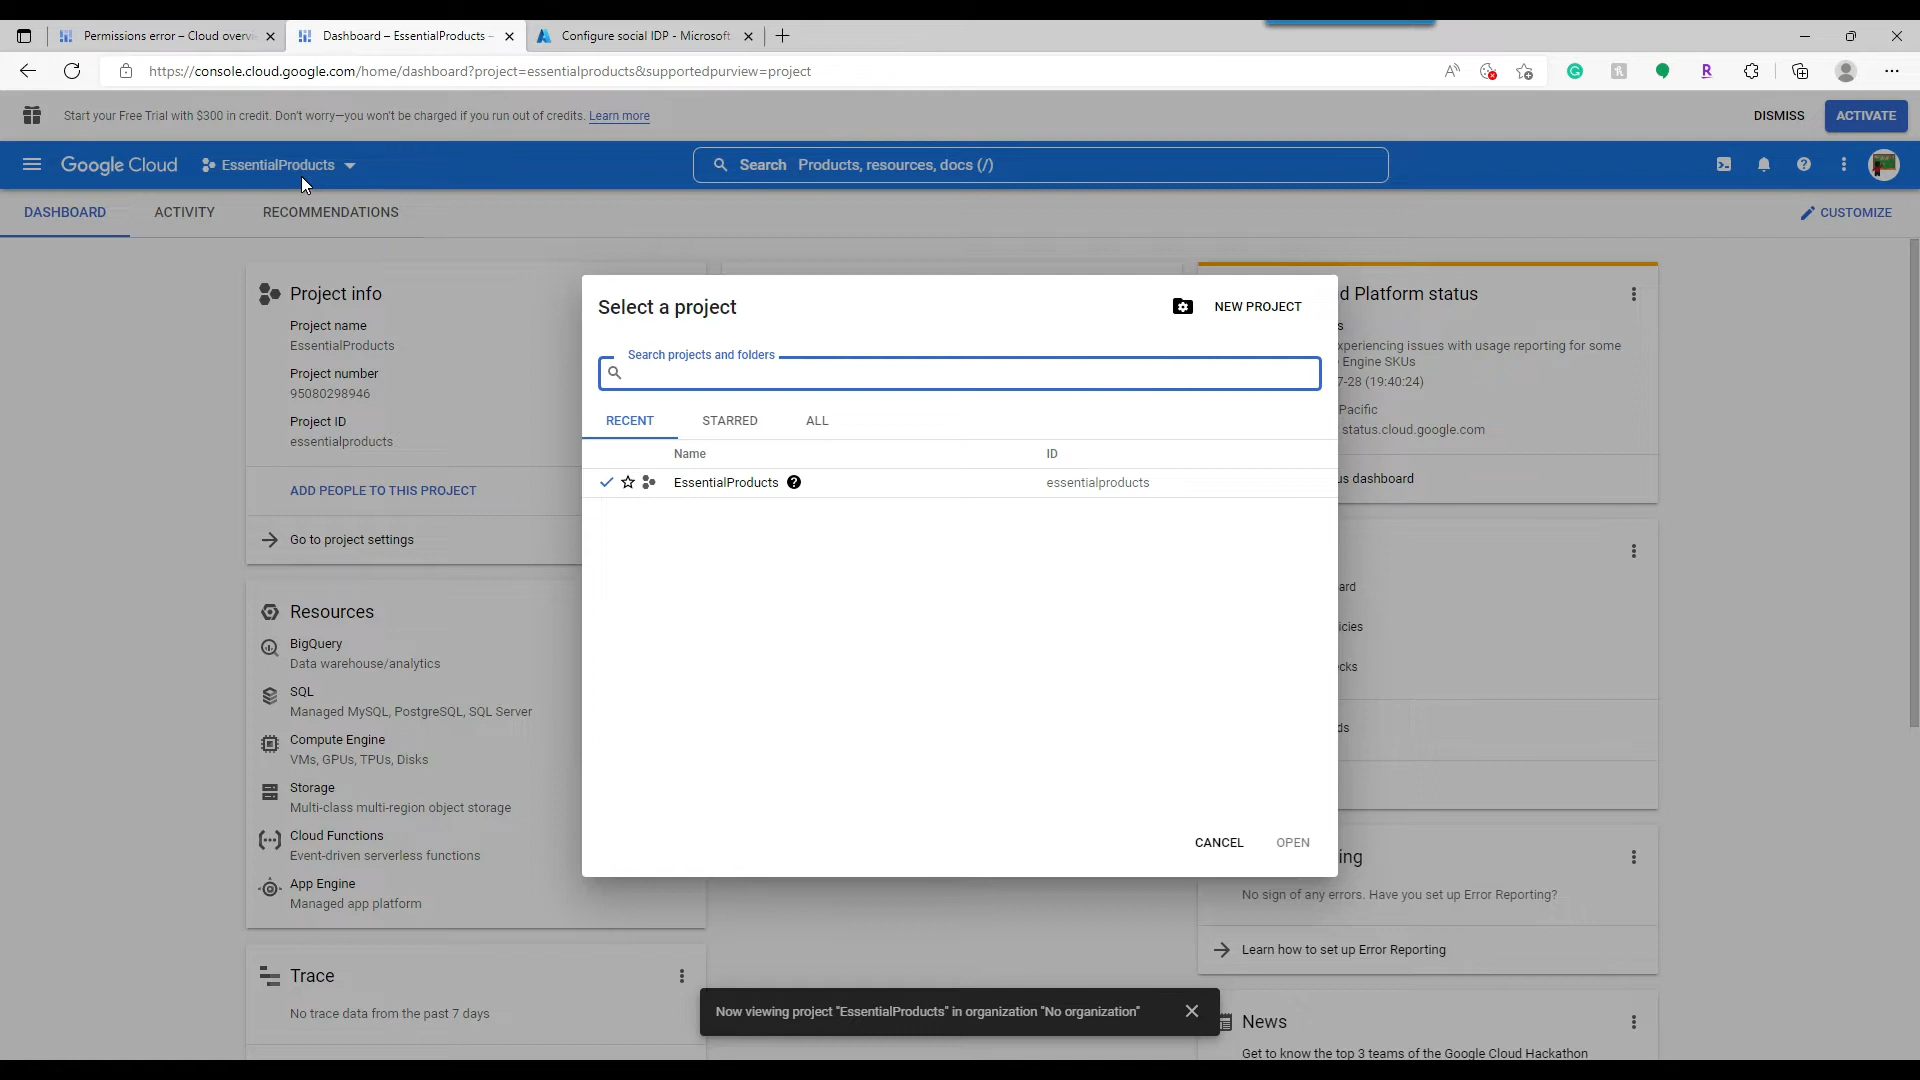 Permissions error – Cloud overvi
Dashboard – EssentialProducts –
Configure social IDP - Microsoft
https://console.cloud.google.com/home/dashboard?project=essentialproducts&supportedpurview=project
Start your Free Trial with $300 in credit. Don't worry—you won't be charged if you run out of credits. Learn more
DISMISS
ACTIVATE
Google Cloud
EssentialProducts
Search Products, resources, docs (/)
DASHBOARD
ACTIVITY
RECOMMENDATIONS
CUSTOMIZE
Project info
Project name
EssentialProducts
Project number
95080298946
Project ID
essentialproducts
ADD PEOPLE TO THIS PROJECT
Go to project settings
Resources
BigQuery
Data warehouse/analytics
SQL
Managed MySQL, PostgreSQL, SQL Server
Compute Engine
VMs, GPUs, TPUs, Disks
Storage
Multi-class multi-region object storage
Cloud Functions
Event-driven serverless functions
App Engine
Managed app platform
Trace
No trace data from the past 7 days
Select a project
NEW PROJECT
Search projects and folders
RECENT
STARRED
ALL
Name
ID
EssentialProducts
essentialproducts
CANCEL
OPEN
Now viewing project "EssentialProducts" in organization "No organization"
d Platform status
s
xperiencing issues with usage reporting for some
Engine SKUs
7-28 (19:40:24)
Pacific
status.cloud.google.com
us dashboard
ard
icies
cks
ds
ing
No sign of any errors. Have you set up Error Reporting?
Learn how to set up Error Reporting
News
Get to know the top 3 teams of the Google Cloud Hackathon